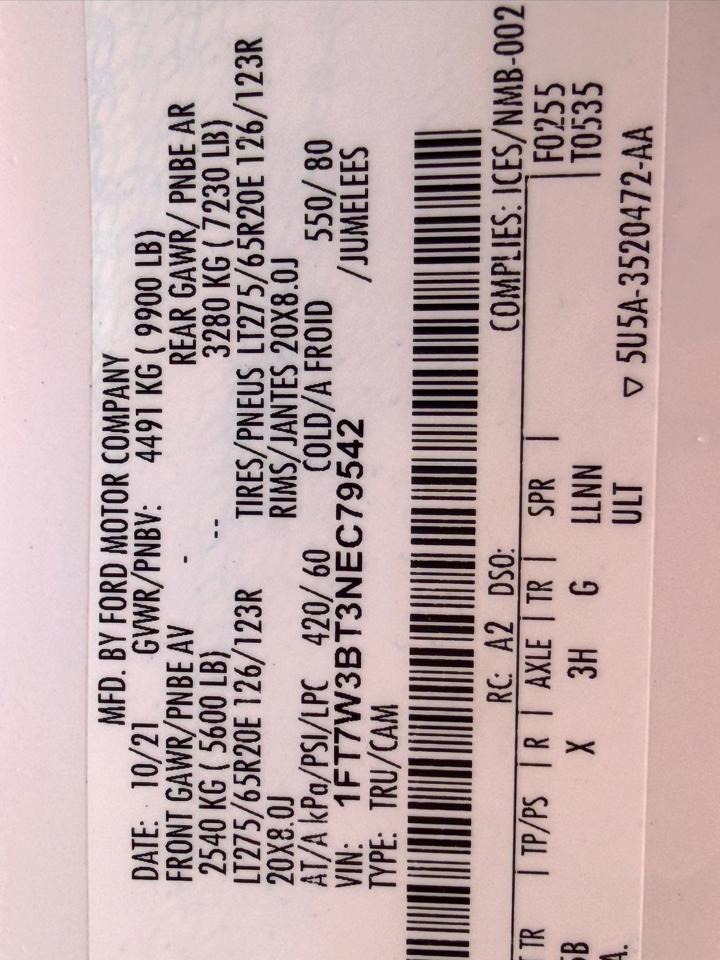 MFD. BY FORD MOTOR COMPANY
DATE: 10/21 GVWR/PNBV: 4491 KG ( 9900 LB)
FRONT GAWR/PNBE AV - REAR GAWR/ PNBE AR
2540 KG ( 5600 LB) -- 3280 KG ( 7230 LB)
LT275/65R20E 126/123R TIRES/PNEUS LT275/65R20E 126/123R
20X8.0J RIMS/JANTES 20X8.0J
AT/A kPa/PSI/LPC 420/ 60 COLD/A FROID 550/ 80
VIN: 1FT7W3BT3NEC79542 /JUMELEES
TYPE: TRU/CAM
RC: A2 DSO: COMPLIES: ICES/NMB-002
TR | TP/PS | R | AXLE | TR | SPR | F0255
5B X 3H G LLNN T0535
A. ULT ▽ 5U5A-3520472-AA